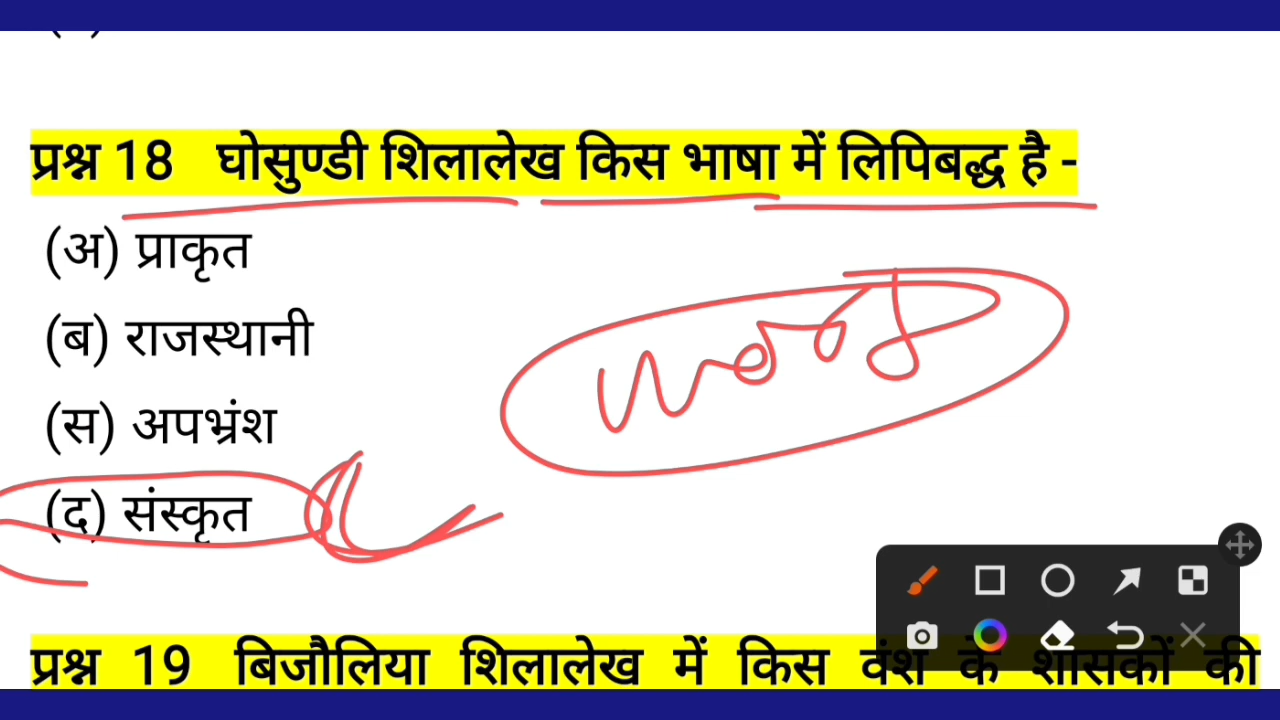 प्रश्न 18 घोसुण्डी शिलालेख किस भाषा में लिपिबद्ध है -
(अ) प्राकृत
(ब) राजस्थानी
(स) अपभ्रंश
(द) संस्कृत
प्रश्न 19 बिजौलिया शिलालेख में किस वंश के शासकों की